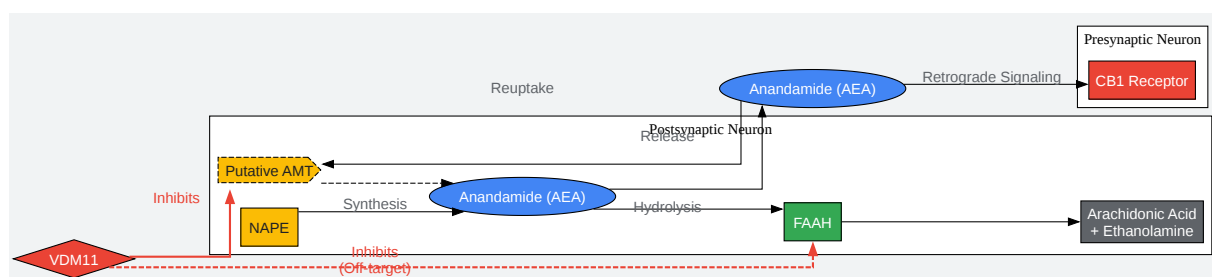 Presynaptic Neuron
CB1 Receptor
Retrograde Signaling
Anandamide (AEA)
Reuptake
Postsynaptic Neuron
Release
Putative AMT
Anandamide (AEA)
Inhibits
Synthesis
NAPE
Hydrolysis
FAAH
Arachidonic Acid
+ Ethanolamine
VDM11
Inhibits
(Off-target)